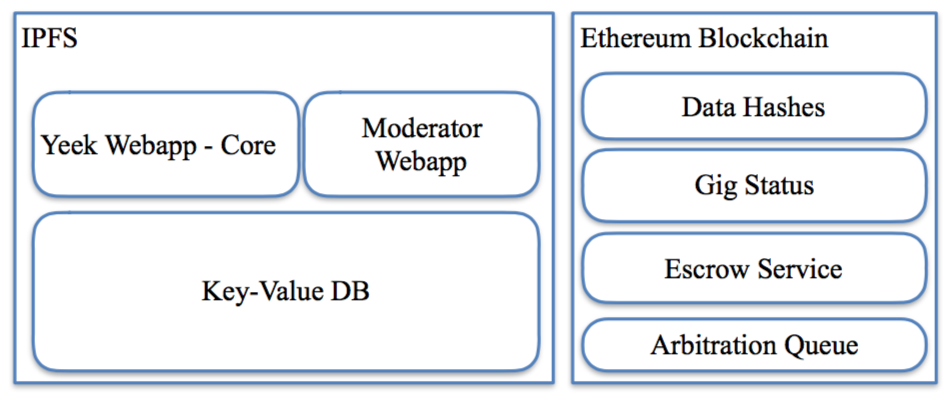 IPFS
Yeek Webapp - Core
Moderator
Webapp
Key-Value DB
Ethereum Blockchain
Data Hashes
Gig Status
Escrow Service
Arbitration Queue